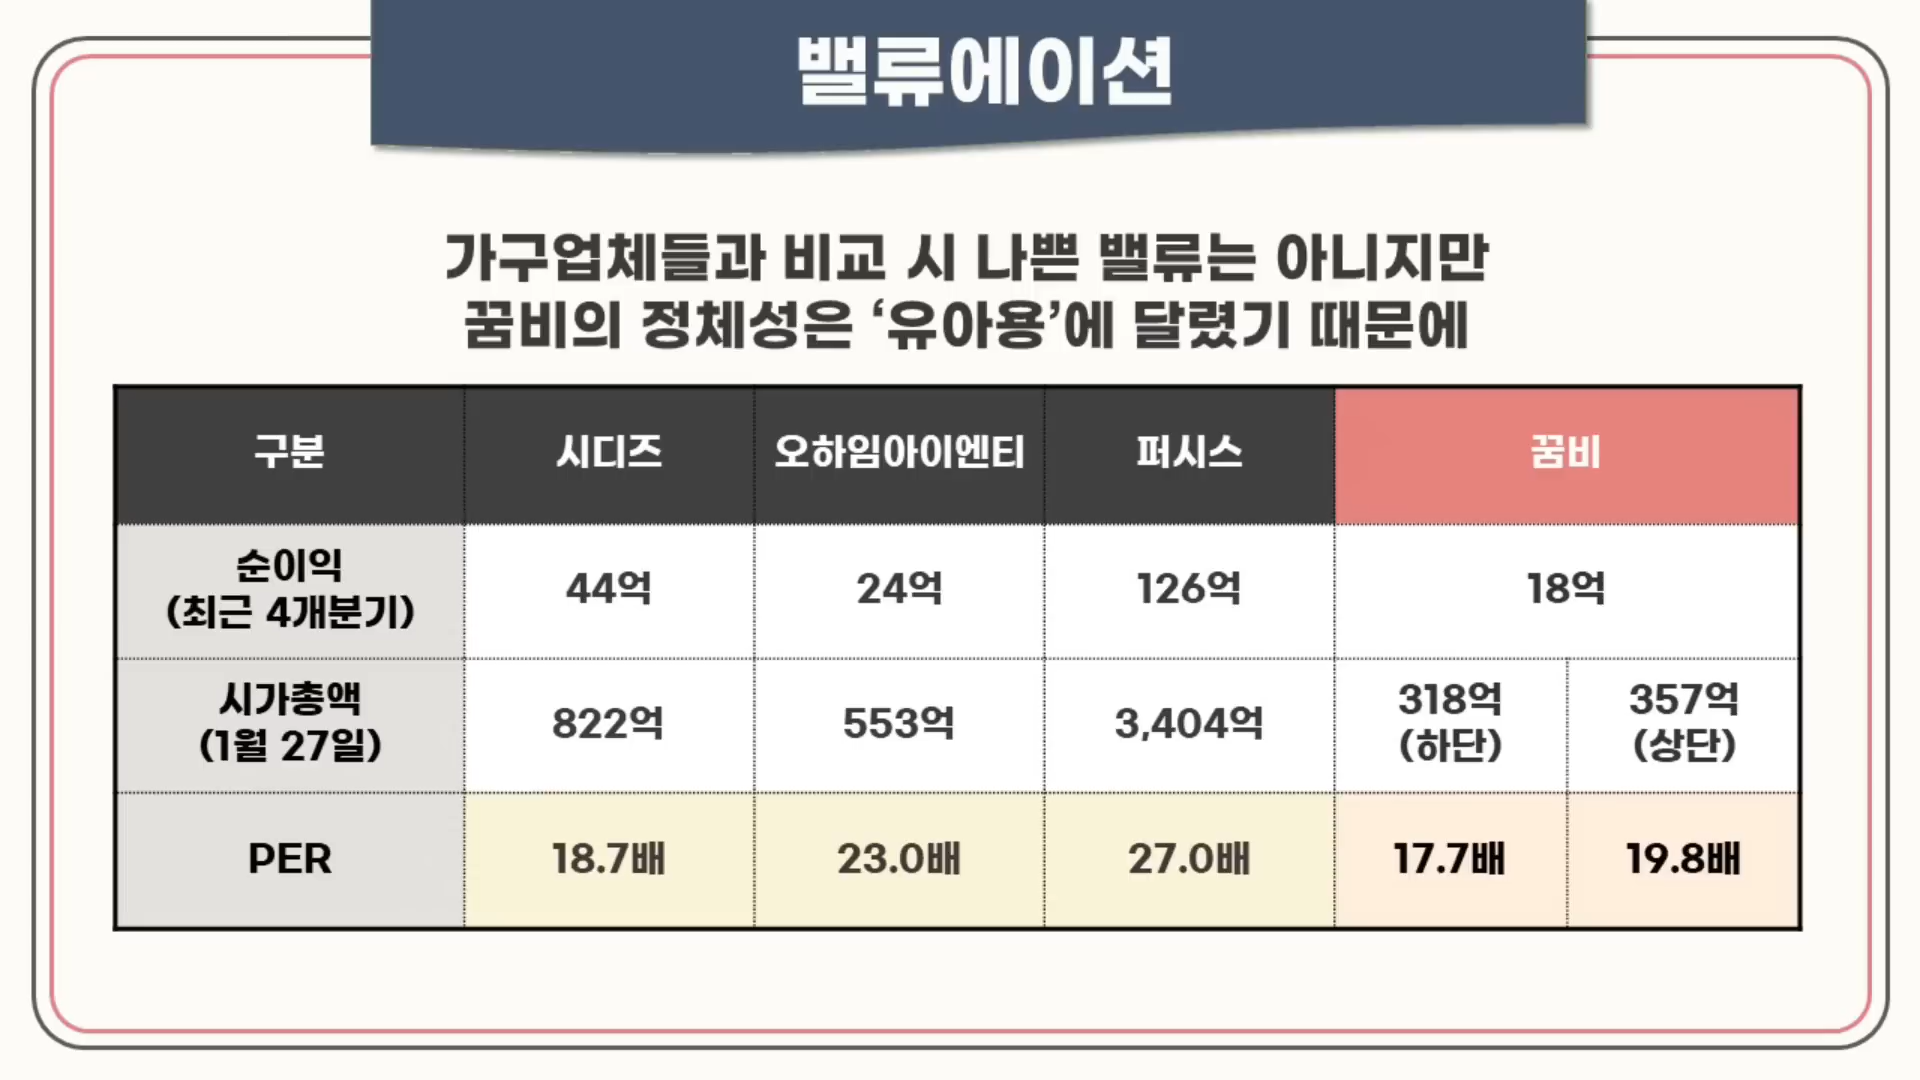 밸류에이션
가구업체들과 비교 시 나쁜 밸류는 아니지만
꿈비의 정체성은 ‘유아용’에 달렸기 때문에
구분 시디즈 오하임아이엔티 퍼시스 꿈비
순이익
(최근 4개분기)
44억 24억 126억 18억
시가총액
(1월 27일)
822억 553억 3,404억
318억
(하단)
357억
(상단)
PER 18.7배 23.0배 27.0배 17.7배 19.8배